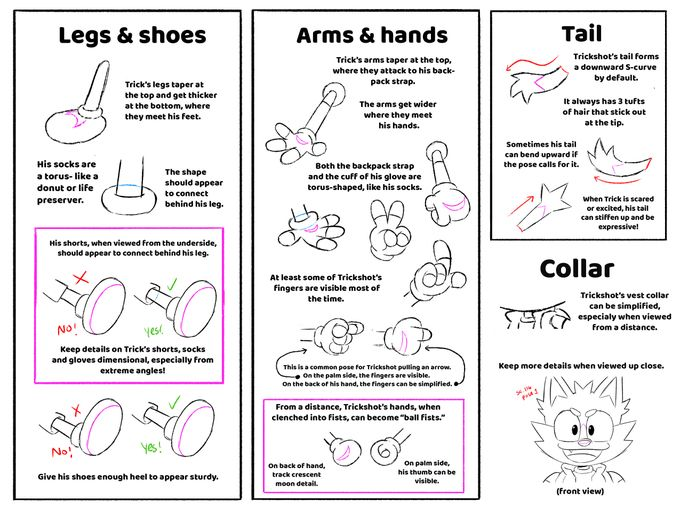 Legs & shoes
Trick's legs taper at
the top and get thicker
at the bottom, where
they meet his feet.
His socks are
a torus- like a
donut or life
preserver.
The shape
should appear
to connect
behind his leg.
His shorts, when viewed from the underside,
should appear to connect behind his leg.
No!
yes!
Keep details on Trick's shorts, socks
and gloves dimensional, especially from
extreme angles!
No!
yes!
Give his shoes enough heel to appear sturdy.
Arms & hands
Trick's arms taper at the top,
where they attack to his back-
pack strap.
The arms get wider
where they meet
his hands.
Both the backpack strap
and the cuff of his glove are
torus-shaped, like his socks.
At least some of Trickshot's
fingers are visible most of
the time.
This is a common pose for Trickshot pulling an arrow.
On the palm side, the fingers are visible.
On the back of his hand, the fingers can be simplified.
From a distance, Trickshot's hands, when
clenched into fists, can become "ball fists."
On back of hand,
track crescent
moon detail.
On palm side,
his thumb can be
visible.
Tail
Trickshot's tail forms
a downward S-curve
by default.
It always has 3 tufts
of hair that stick out
at the tip.
Sometimes his tail
can bend upward if
the pose calls for it.
When Trick is scared
or excited, his tail
can stiffen up and be
expressive!
Collar
Trickshot's vest collar
can be simplified,
especialy when viewed
from a distance.
Keep more details when viewed up close.
(front view)